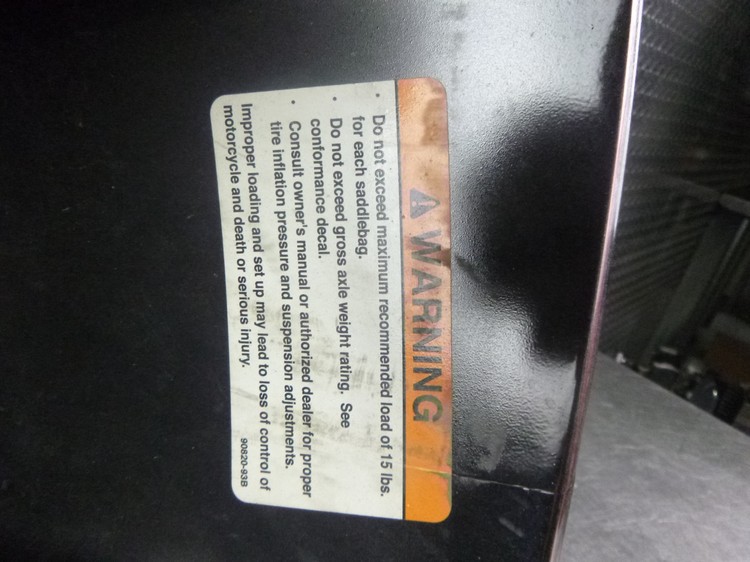 ⚠ WARNING
• Do not exceed maximum recommended load of 15 lbs.
for each saddlebag.
• Do not exceed gross axle weight rating. See
conformance decal.
• Consult owner's manual or authorized dealer for proper
tire inflation pressure and suspension adjustments.
Improper loading and set up may lead to loss of control of
motorcycle and death or serious injury.
90820-93B